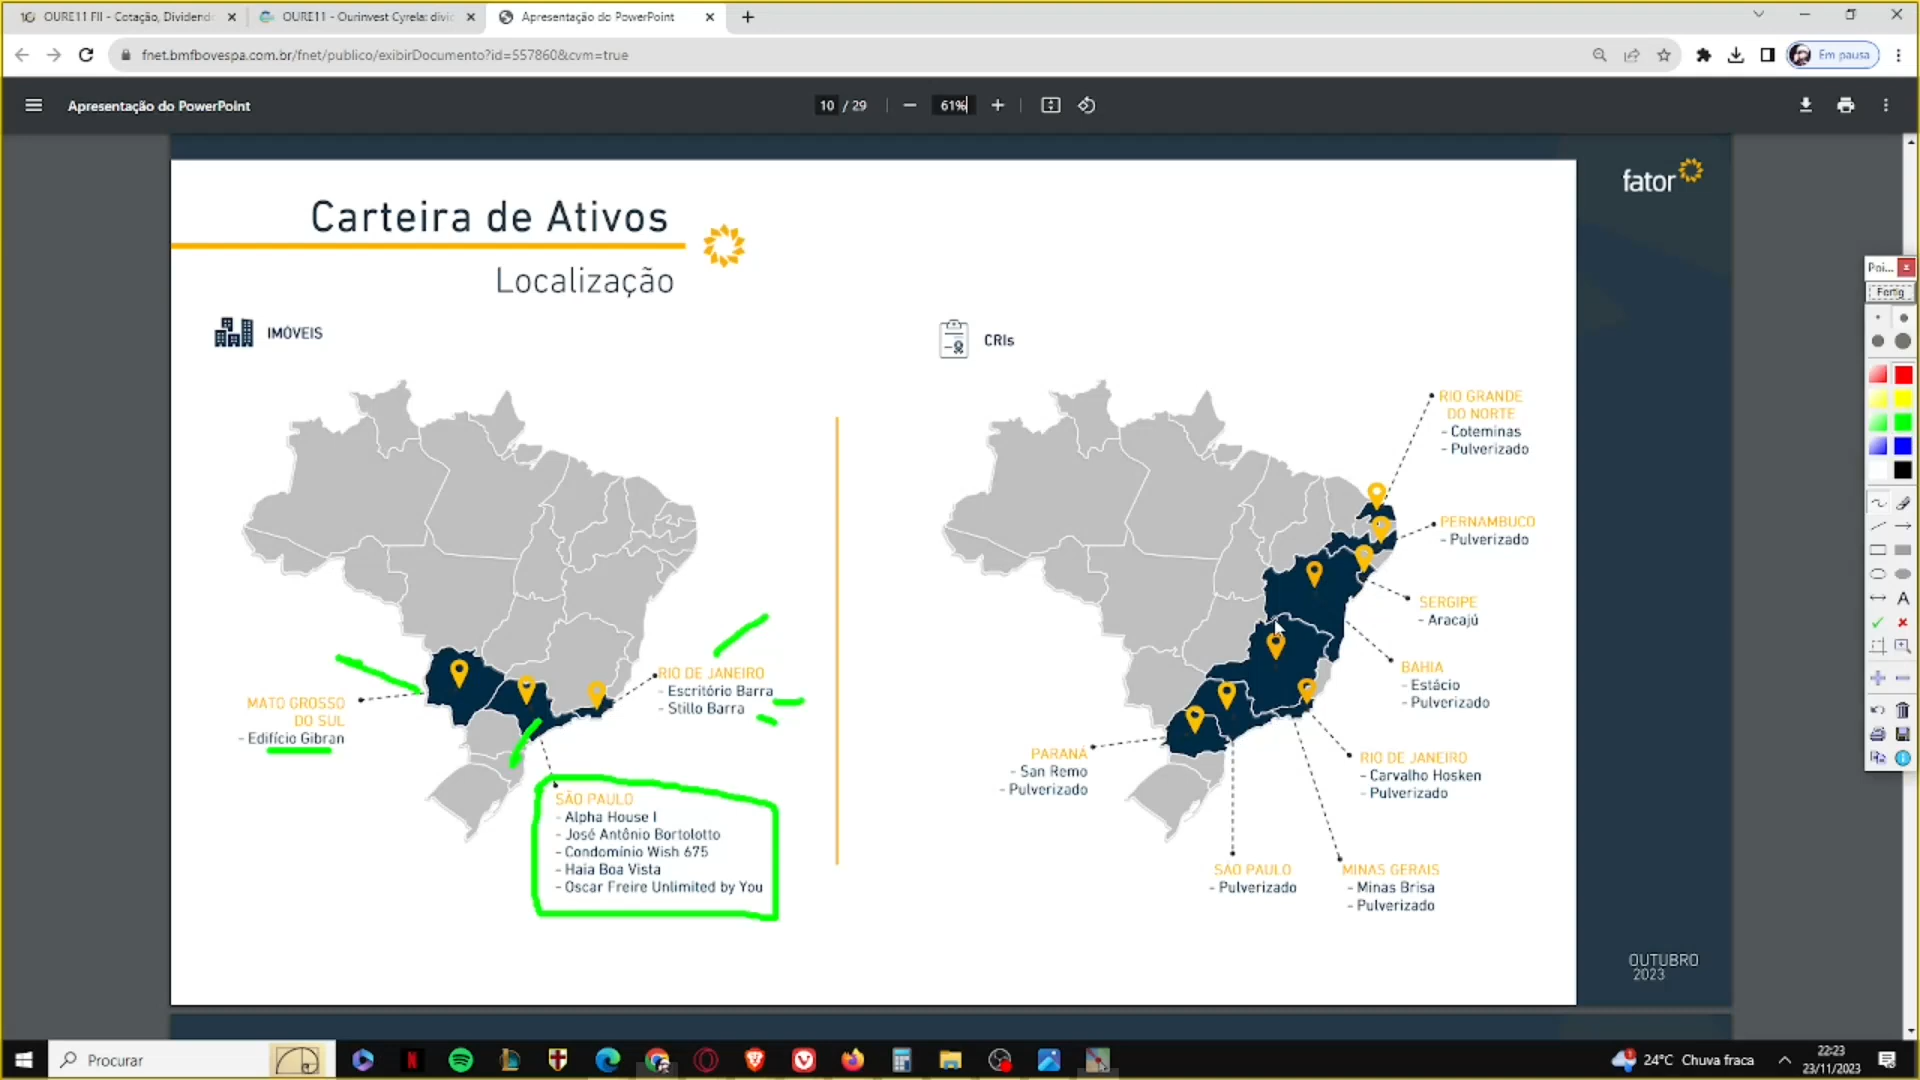 OURE11 FII - Cotação, Dividend
OURE11 - Ourinvest Cyrela: divi
Apresentação do PowerPoint
fnet.bmfbovespa.com.br/fnet/publico/exibirDocumento?id=557860&cvm=true
Em pausa
Apresentação do PowerPoint
10 / 29
61%
fator
Carteira de Ativos
Localização
IMÓVEIS
MATO GROSSO
DO SUL
- Edifício Gibran
RIO DE JANEIRO
- Escritório Barra
- Stillo Barra
SÃO PAULO
- Alpha House I
- José Antônio Bortolotto
- Condomínio Wish 675
- Haia Boa Vista
- Oscar Freire Unlimited by You
CRIs
RIO GRANDE
DO NORTE
- Coteminas
- Pulverizado
PERNAMBUCO
- Pulverizado
SERGIPE
- Aracajú
BAHIA
- Estácio
- Pulverizado
RIO DE JANEIRO
- Carvalho Hosken
- Pulverizado
PARANÁ
- San Remo
- Pulverizado
SÃO PAULO
- Pulverizado
MINAS GERAIS
- Minas Brisa
- Pulverizado
OUTUBRO
2023
Poi...
Fertig
A
Procurar
24°C Chuva fraca
22:23
23/11/2023